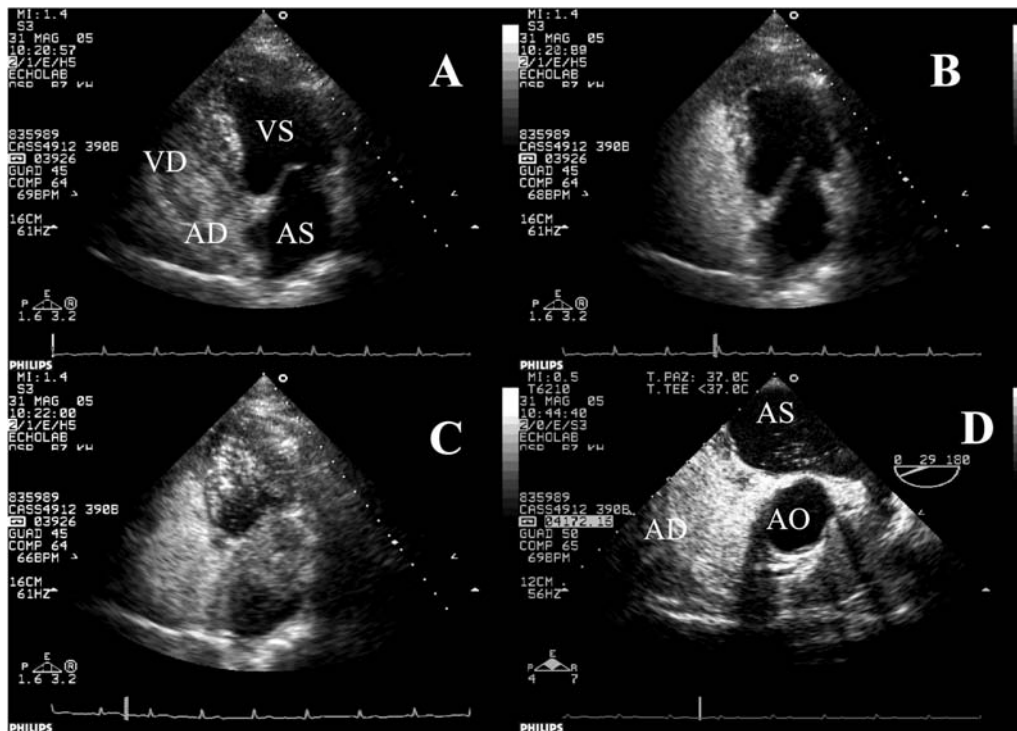 MI:1.4
S3
31 MAG 05
10:20:57
2/1/E/H5
ECHOLAB
A
VS
835989
CASS4912 390B
03926
GUAD 45
COMP 64
69BPM
VD
16CM
61HZ
AD
AS
P E R
1.6 3.2
PHILIPS
MI:1.4
S3
31 MAG 05
10:20:89
2/1/E/H5
ECHOLAB
B
835989
CASS4912 390B
03926
GUAD 45
COMP 64
68BPM
16CM
61HZ
P E R
1.6 3.2
PHILIPS
MI:1.4
S3
31 MAG 05
10:22:00
2/1/E/H5
ECHOLAB
C
835989
CASS4912 390B
03926
GUAD 45
COMP 64
66BPM
16CM
61HZ
P E R
1.6 3.2
PHILIPS
MI:0.5
T6210
31 MAG 05
10:44:40
2/0/E/S3
ECHOLAB
T.PAZ: 37.0C
T.TEE <37.0C
AS
D
0 29 180
835989
CASS4912 390B
04172.15
GUAD 50
COMP 65
69BPM
AD
AO
12CM
56HZ
P E R
4 7
PHILIPS